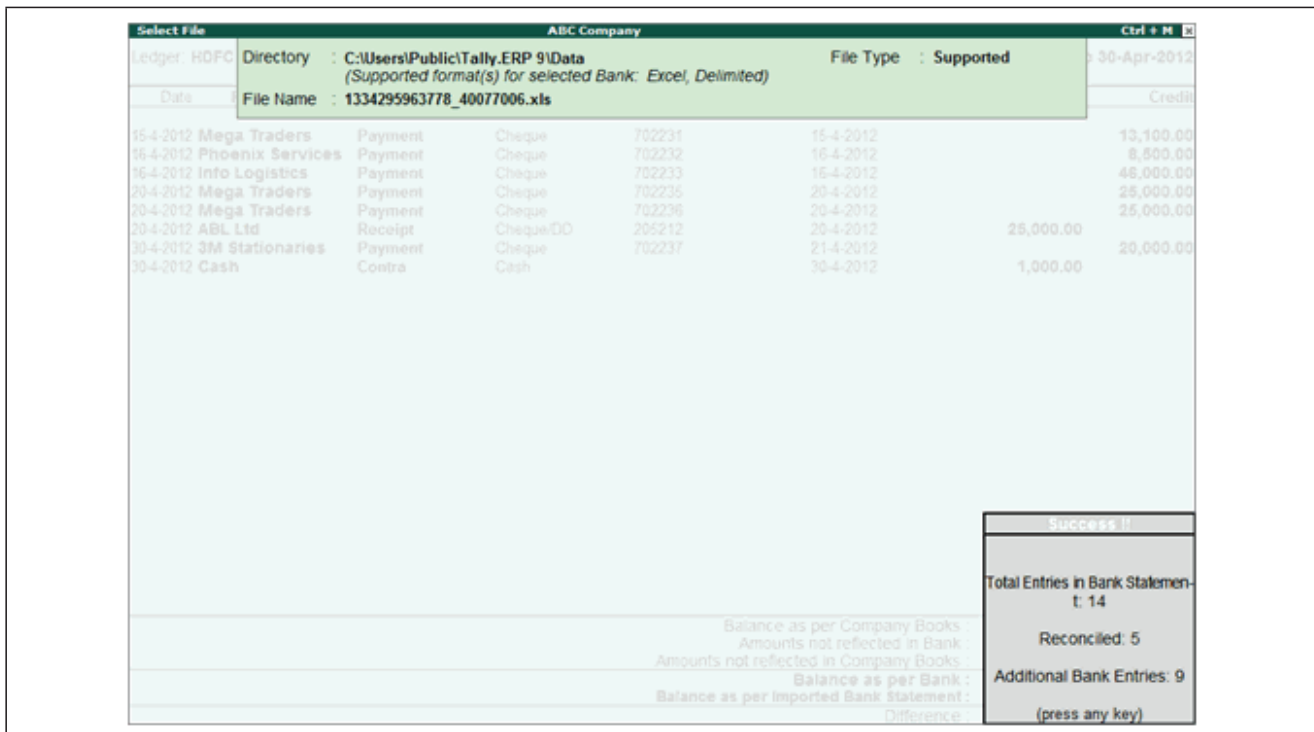 Select File ABC Company Ctrl + M
Ledger: HDFC 30-Apr-2012
Directory : C:\Users\Public\Tally.ERP 9\Data File Type : Supported
(Supported format(s) for selected Bank: Excel, Delimited)
Date Credit
File Name : 1334295963778_40077006.xls
15-4-2012 Mega Traders Payment Cheque 702231 15-4-2012 13,100.00
16-4-2012 Phoenix Services Payment Cheque 702232 16-4-2012 8,500.00
16-4-2012 Info Logistics Payment Cheque 702233 16-4-2012 46,000.00
20-4-2012 Mega Traders Payment Cheque 702235 20-4-2012 25,000.00
20-4-2012 Mega Traders Payment Cheque 702236 20-4-2012 25,000.00
20-4-2012 ABL Ltd Receipt Cheque/DD 205212 20-4-2012 25,000.00
30-4-2012 3M Stationaries Payment Cheque 702237 21-4-2012 20,000.00
30-4-2012 Cash Contra Cash 30-4-2012 1,000.00
Success !!
Total Entries in Bank Statemen-
t: 14
Reconciled: 5
Additional Bank Entries: 9
(press any key)
Balance as per Company Books :
Amounts not reflected in Bank :
Amounts not reflected in Company Books :
Balance as per Bank :
Balance as per Imported Bank Statement :
Difference :